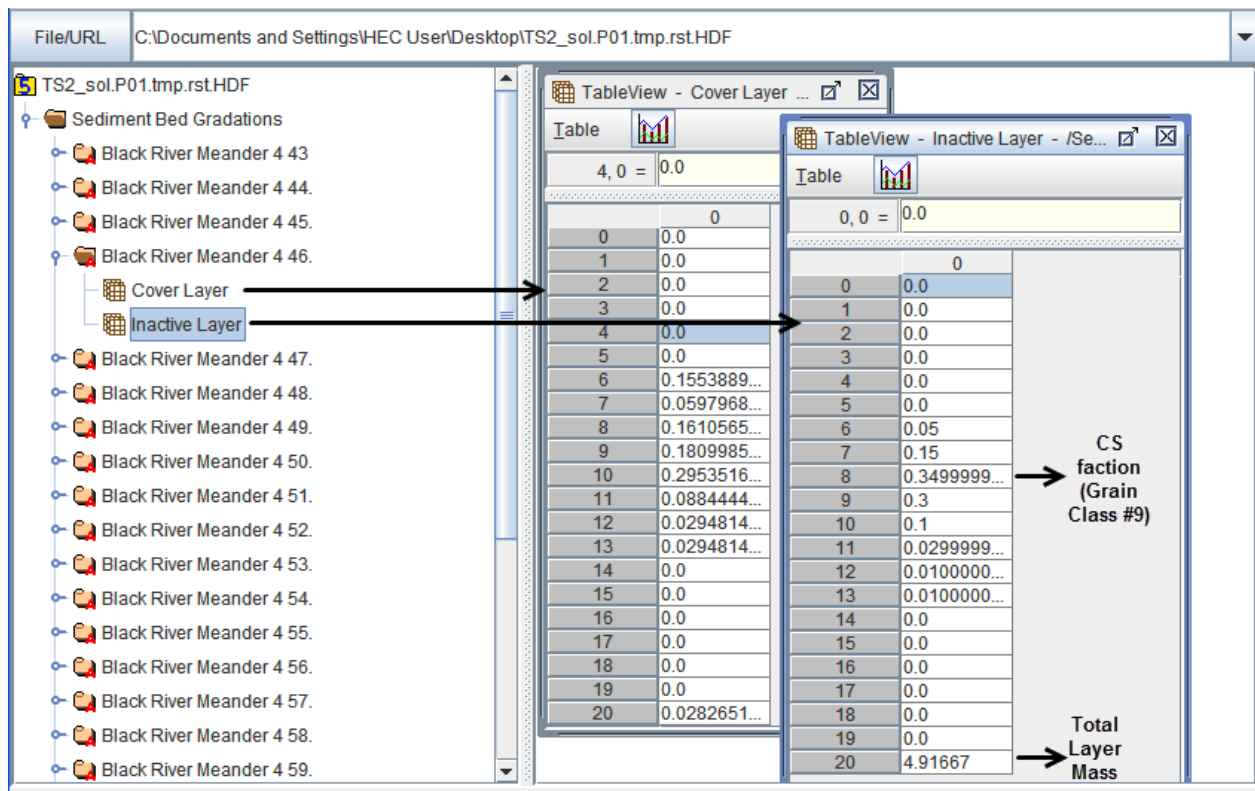 File/URL C:\Documents and Settings\HEC User\Desktop\TS2_sol.P01.tmp.rst.HDF
TS2_sol.P01.tmp.rst.HDF
Sediment Bed Gradations
Black River Meander 4 43
Black River Meander 4 44.
Black River Meander 4 45.
Black River Meander 4 46.
Cover Layer
Inactive Layer
Black River Meander 4 47.
Black River Meander 4 48.
Black River Meander 4 49.
Black River Meander 4 50.
Black River Meander 4 51.
Black River Meander 4 52.
Black River Meander 4 53.
Black River Meander 4 54.
Black River Meander 4 55.
Black River Meander 4 56.
Black River Meander 4 57.
Black River Meander 4 58.
Black River Meander 4 59.
TableView - Cover Layer ...
Table
4, 0 = 0.0
0
0 0.0
1 0.0
2 0.0
3 0.0
4 0.0
5 0.0
6 0.1553889...
7 0.0597968...
8 0.1610565...
9 0.1809985...
10 0.2953516...
11 0.0884444...
12 0.0294814...
13 0.0294814...
14 0.0
15 0.0
16 0.0
17 0.0
18 0.0
19 0.0
20 0.0282651...
TableView - Inactive Layer - /Se...
Table
0, 0 = 0.0
0
0 0.0
1 0.0
2 0.0
3 0.0
4 0.0
5 0.0
6 0.05
7 0.15
8 0.3499999...
9 0.3
10 0.1
11 0.0299999...
12 0.0100000...
13 0.0100000...
14 0.0
15 0.0
16 0.0
17 0.0
18 0.0
19 0.0
20 4.91667
CS
faction
(Grain
Class #9)
Total
Layer
Mass